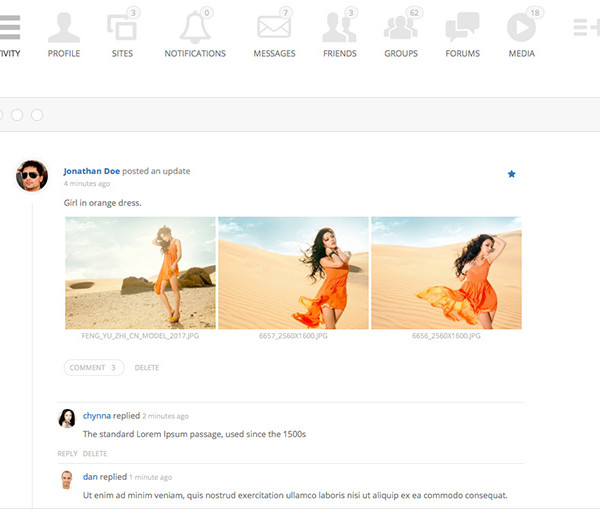 3
0
7
3
62
18
IVITY PROFILE SITES NOTIFICATIONS MESSAGES FRIENDS GROUPS FORUMS MEDIA
Jonathan Doe posted an update
4 minutes ago
Girl in orange dress.
FENG_YU_ZHI_CN_MODEL_2017.JPG 6657_2560X1600.JPG 6656_2560X1600.JPG
COMMENT 3 DELETE
chynna replied 2 minutes ago
The standard Lorem Ipsum passage, used since the 1500s
REPLY DELETE
dan replied 1 minute ago
Ut enim ad minim veniam, quis nostrud exercitation ullamco laboris nisi ut aliquip ex ea commodo consequat.